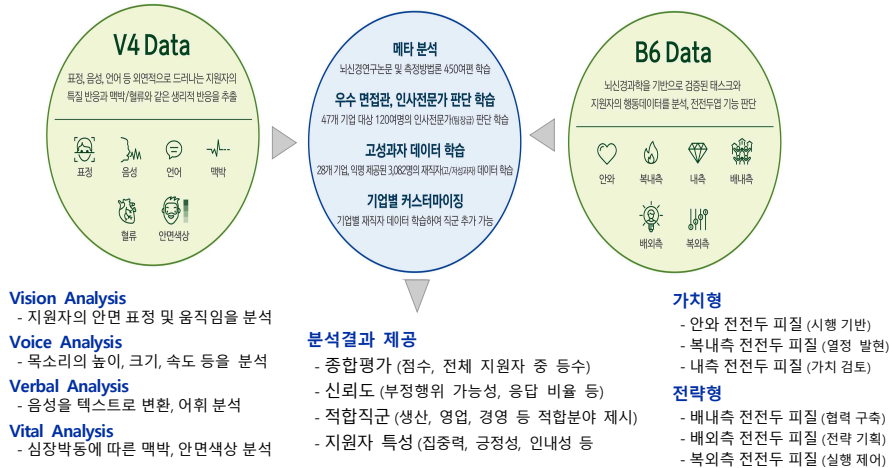 V4 Data
표정, 음성, 언어 등 외연적으로 드러나는 지원자의
특질 반응과 맥박/혈류와 같은 생리적 반응을 추출
표정 음성 언어 맥박
혈류 안면색상
메타 분석
뇌신경연구논문 및 측정방법론 450여편 학습
우수 면접관, 인사전문가 판단 학습
47개 기업 대상 120여명의 인사전문가(팀장급) 판단 학습
고성과자 데이터 학습
28개 기업, 익명 제공된 3,082명의 재직자(고/저성과자) 데이터 학습
기업별 커스터마이징
기업별 재직자 데이터 학습하여 직군 추가 가능
B6 Data
뇌신경과학을 기반으로 검증된 태스크와
지원자의 행동데이터를 분석, 전전두엽 기능 판단
안와 복내측 내측 배내측
배외측 복외측
Vision Analysis
- 지원자의 안면 표정 및 움직임을 분석
Voice Analysis
- 목소리의 높이, 크기, 속도 등을 분석
Verbal Analysis
- 음성을 텍스트로 변환, 어휘 분석
Vital Analysis
- 심장박동에 따른 맥박, 안면색상 분석
분석결과 제공
- 종합평가 (점수, 전체 지원자 중 등수)
- 신뢰도 (부정행위 가능성, 응답 비율 등)
- 적합직군 (생산, 영업, 경영 등 적합분야 제시)
- 지원자 특성 (집중력, 긍정성, 인내성 등
가치형
- 안와 전전두 피질 (시행 기반)
- 복내측 전전두 피질 (열정 발현)
- 내측 전전두 피질 (가치 검토)
전략형
- 배내측 전전두 피질 (협력 구축)
- 배외측 전전두 피질 (전략 기획)
- 복외측 전전두 피질 (실행 제어)